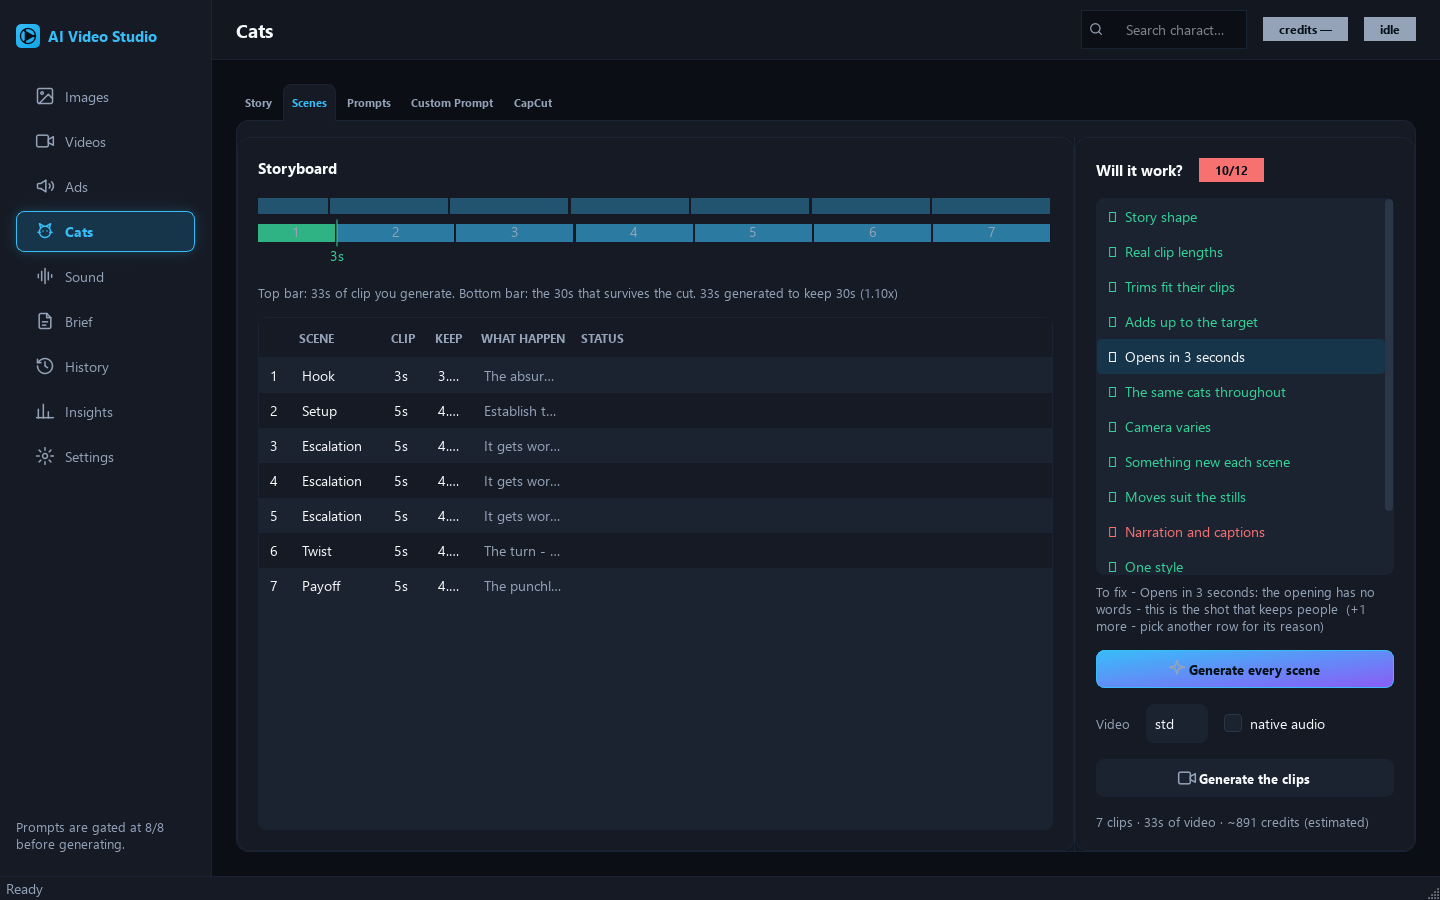 AI Video Studio
Images
Videos
Ads
Cats
Sound
Brief
History
Insights
Settings
Prompts are gated at 8/8
before generating.
Ready
Cats
Search charact...
credits —
idle
Story
Scenes
Prompts
Custom Prompt
CapCut
Storyboard
1 2 3 4 5 6 7
3s
Top bar: 33s of clip you generate. Bottom bar: the 30s that survives the cut. 33s generated to keep 30s (1.10x)
SCENE CLIP KEEP WHAT HAPPEN STATUS
1 Hook 3s 3.... The absur...
2 Setup 5s 4.... Establish t...
3 Escalation 5s 4.... It gets wor...
4 Escalation 5s 4.... It gets wor...
5 Escalation 5s 4.... It gets wor...
6 Twist 5s 4.... The turn - ...
7 Payoff 5s 4.... The punchl...
Will it work?
10/12
Story shape
Real clip lengths
Trims fit their clips
Adds up to the target
Opens in 3 seconds
The same cats throughout
Camera varies
Something new each scene
Moves suit the stills
Narration and captions
One style
To fix - Opens in 3 seconds: the opening has no
words - this is the shot that keeps people (+1
more - pick another row for its reason)
Generate every scene
Video
std
native audio
Generate the clips
7 clips · 33s of video · ~891 credits (estimated)